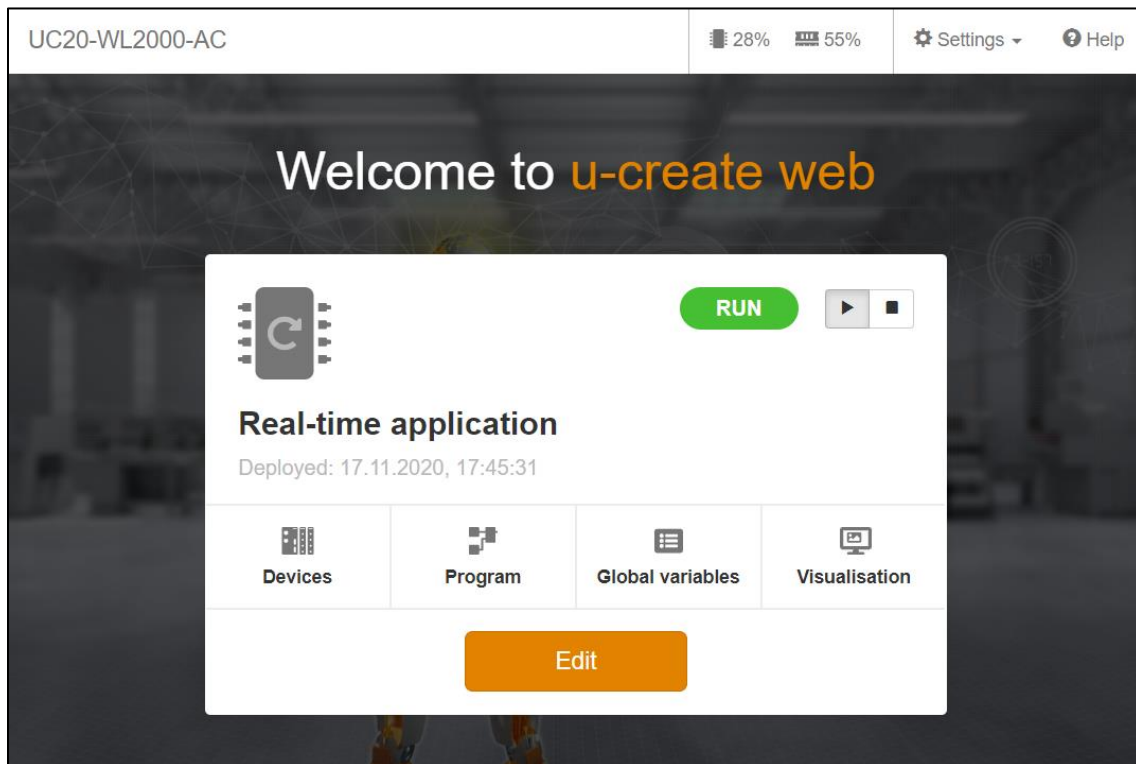 UC20-WL2000-AC
28%
55%
Settings
Help
Welcome to u-create web
RUN
Real-time application
Deployed: 17.11.2020, 17:45:31
Devices
Program
Global variables
Visualisation
Edit